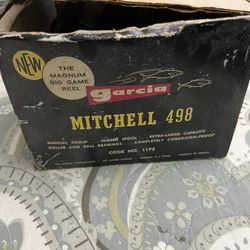 NEW
THE
MAGNUM
BIG GAME
REEL
garcia
MITCHELL 498
MANUAL PICKUP SPOOL EXTRA-LARGE CAPACITY
ROLLER AND BALL BEARINGS COMPLETELY CORROSION-PROOF
CODE NO. 1172